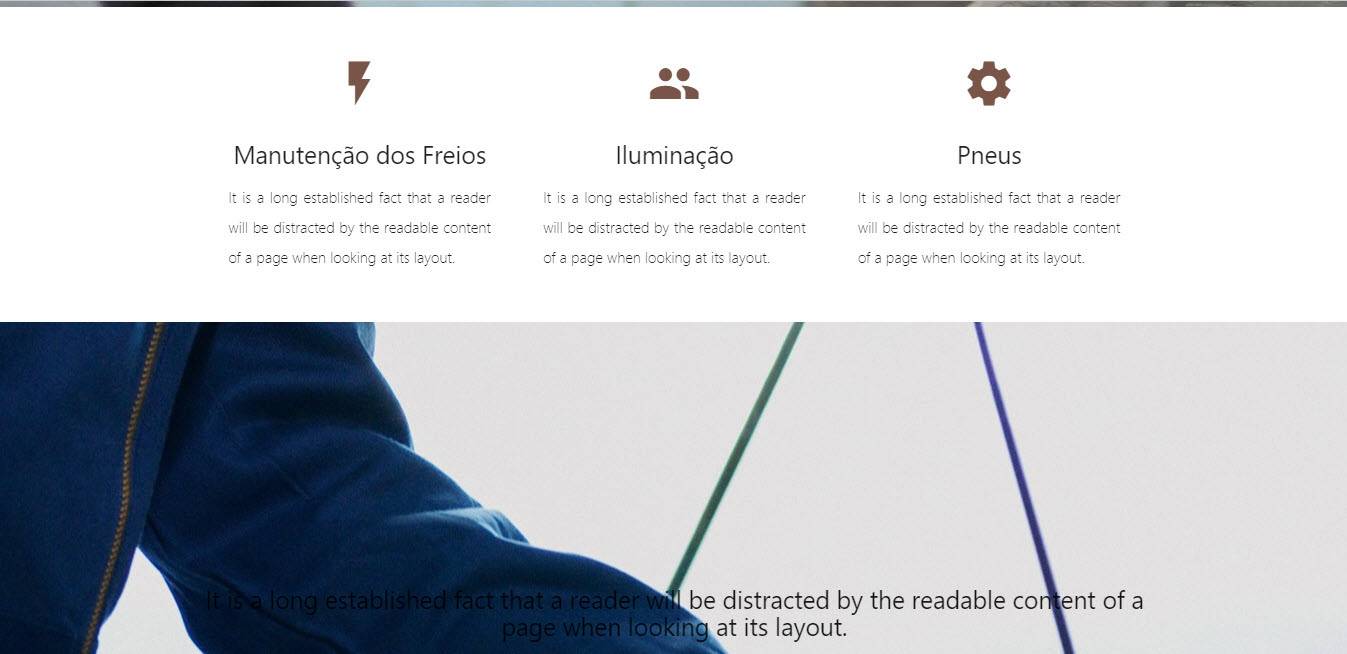 Manutenção dos Freios
It is a long established fact that a reader
will be distracted by the readable content
of a page when looking at its layout.
Iluminação
It is a long established fact that a reader
will be distracted by the readable content
of a page when looking at its layout.
Pneus
It is a long established fact that a reader
will be distracted by the readable content
of a page when looking at its layout.
It is a long established fact that a reader will be distracted by the readable content of a
page when looking at its layout.